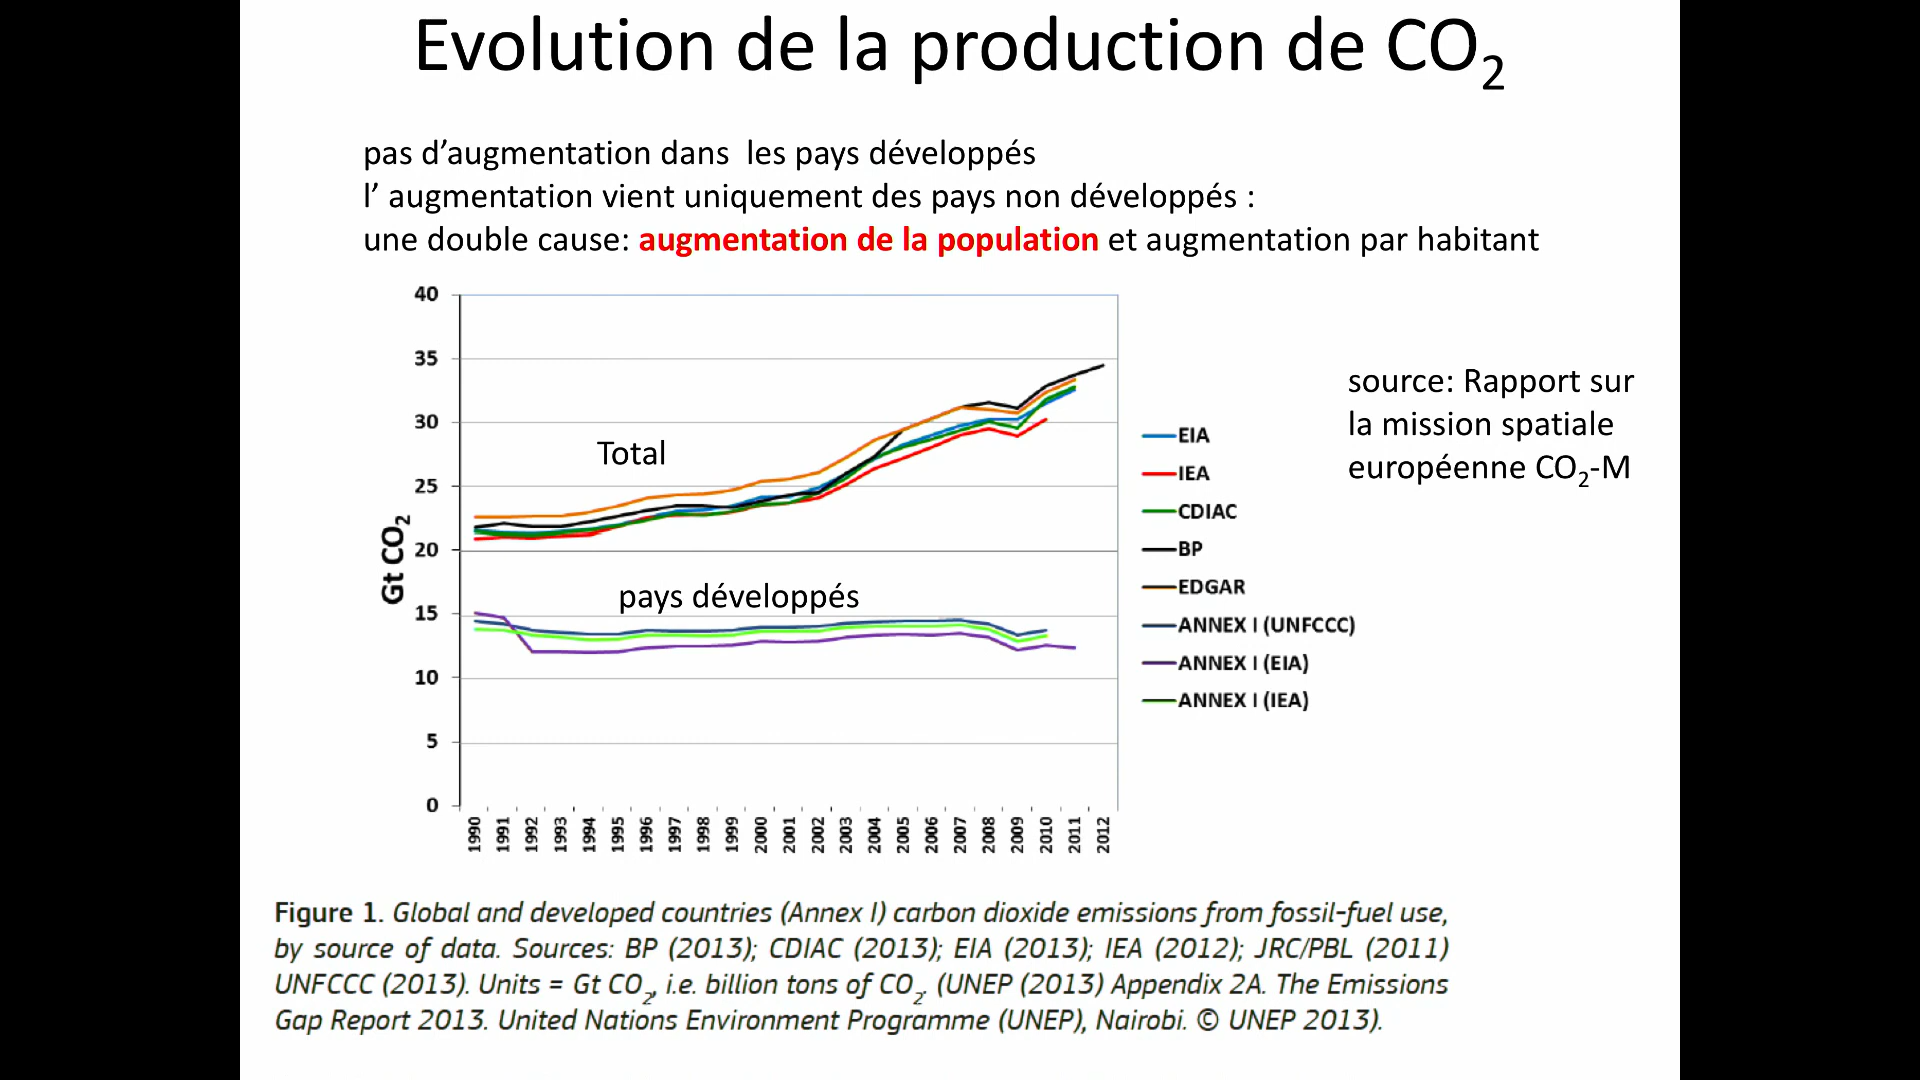 Evolution de la production de CO2
pas d’augmentation dans  les pays développés
l’ augmentation vient uniquement des pays non développés :
une double cause: augmentation de la population et augmentation par habitant
40
35
30
25
20
15
10
5
0
Gt CO2
Total
pays développés
1990
1991
1992
1993
1994
1995
1996
1997
1998
1999
2000
2001
2002
2003
2004
2005
2006
2007
2008
2009
2010
2011
2012
EIA
IEA
CDIAC
BP
EDGAR
ANNEX I (UNFCCC)
ANNEX I (EIA)
ANNEX I (IEA)
source: Rapport sur
la mission spatiale
européenne CO2-M
Figure 1. Global and developed countries (Annex I) carbon dioxide emissions from fossil-fuel use,
by source of data. Sources: BP (2013); CDIAC (2013); EIA (2013); IEA (2012); JRC/PBL (2011)
UNFCCC (2013). Units = Gt CO2, i.e. billion tons of CO2. (UNEP (2013) Appendix 2A. The Emissions
Gap Report 2013. United Nations Environment Programme (UNEP), Nairobi. © UNEP 2013).